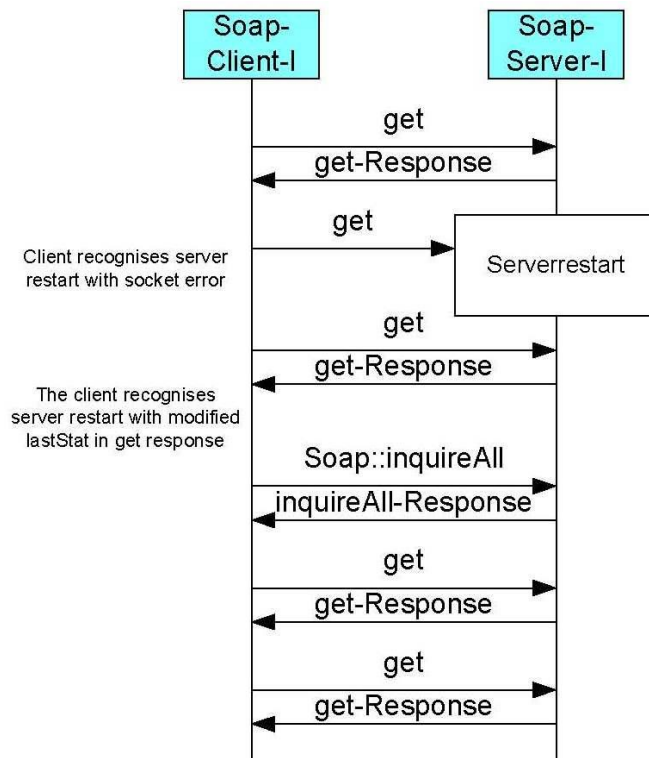 Soap-
Client-I
Soap-
Server-I
get
get-Response
get
Client recognises server
restart with socket error
Serverrestart
get
get-Response
The client recognises
server restart with modified
lastStat in get response
Soap::inquireAll
inquireAll-Response
get
get-Response
get
get-Response